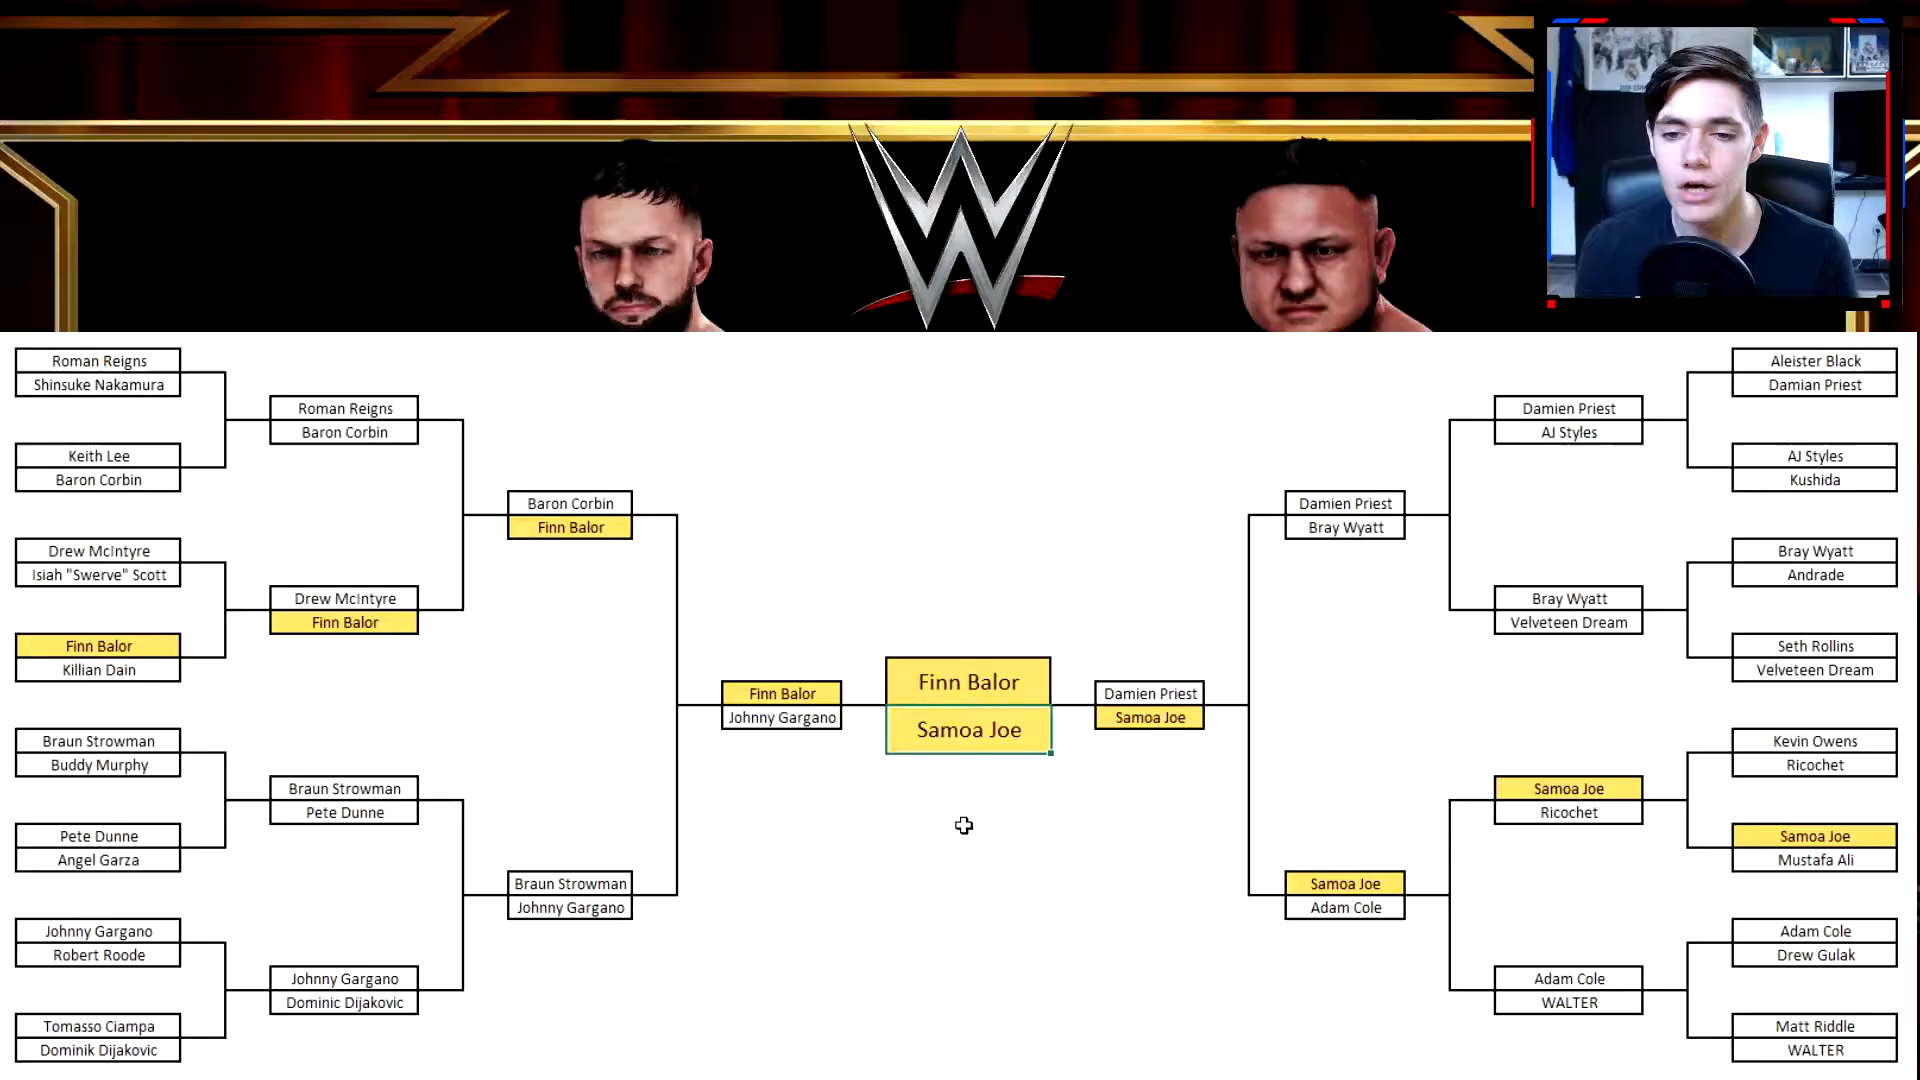 Roman Reigns
Shinsuke Nakamura
Keith Lee
Baron Corbin
Drew McIntyre
Isiah "Swerve" Scott
Finn Balor
Killian Dain
Braun Strowman
Buddy Murphy
Pete Dunne
Angel Garza
Johnny Gargano
Robert Roode
Tomasso Ciampa
Dominik Dijakovic
Roman Reigns
Baron Corbin
Drew McIntyre
Finn Balor
Braun Strowman
Pete Dunne
Johnny Gargano
Dominic Dijakovic
Baron Corbin
Finn Balor
Braun Strowman
Johnny Gargano
Finn Balor
Johnny Gargano
Finn Balor
Samoa Joe
Damien Priest
Samoa Joe
Damien Priest
Bray Wyatt
Samoa Joe
Adam Cole
Damien Priest
AJ Styles
Bray Wyatt
Velveteen Dream
Samoa Joe
Ricochet
Adam Cole
WALTER
Aleister Black
Damian Priest
AJ Styles
Kushida
Bray Wyatt
Andrade
Seth Rollins
Velveteen Dream
Kevin Owens
Ricochet
Samoa Joe
Mustafa Ali
Adam Cole
Drew Gulak
Matt Riddle
WALTER